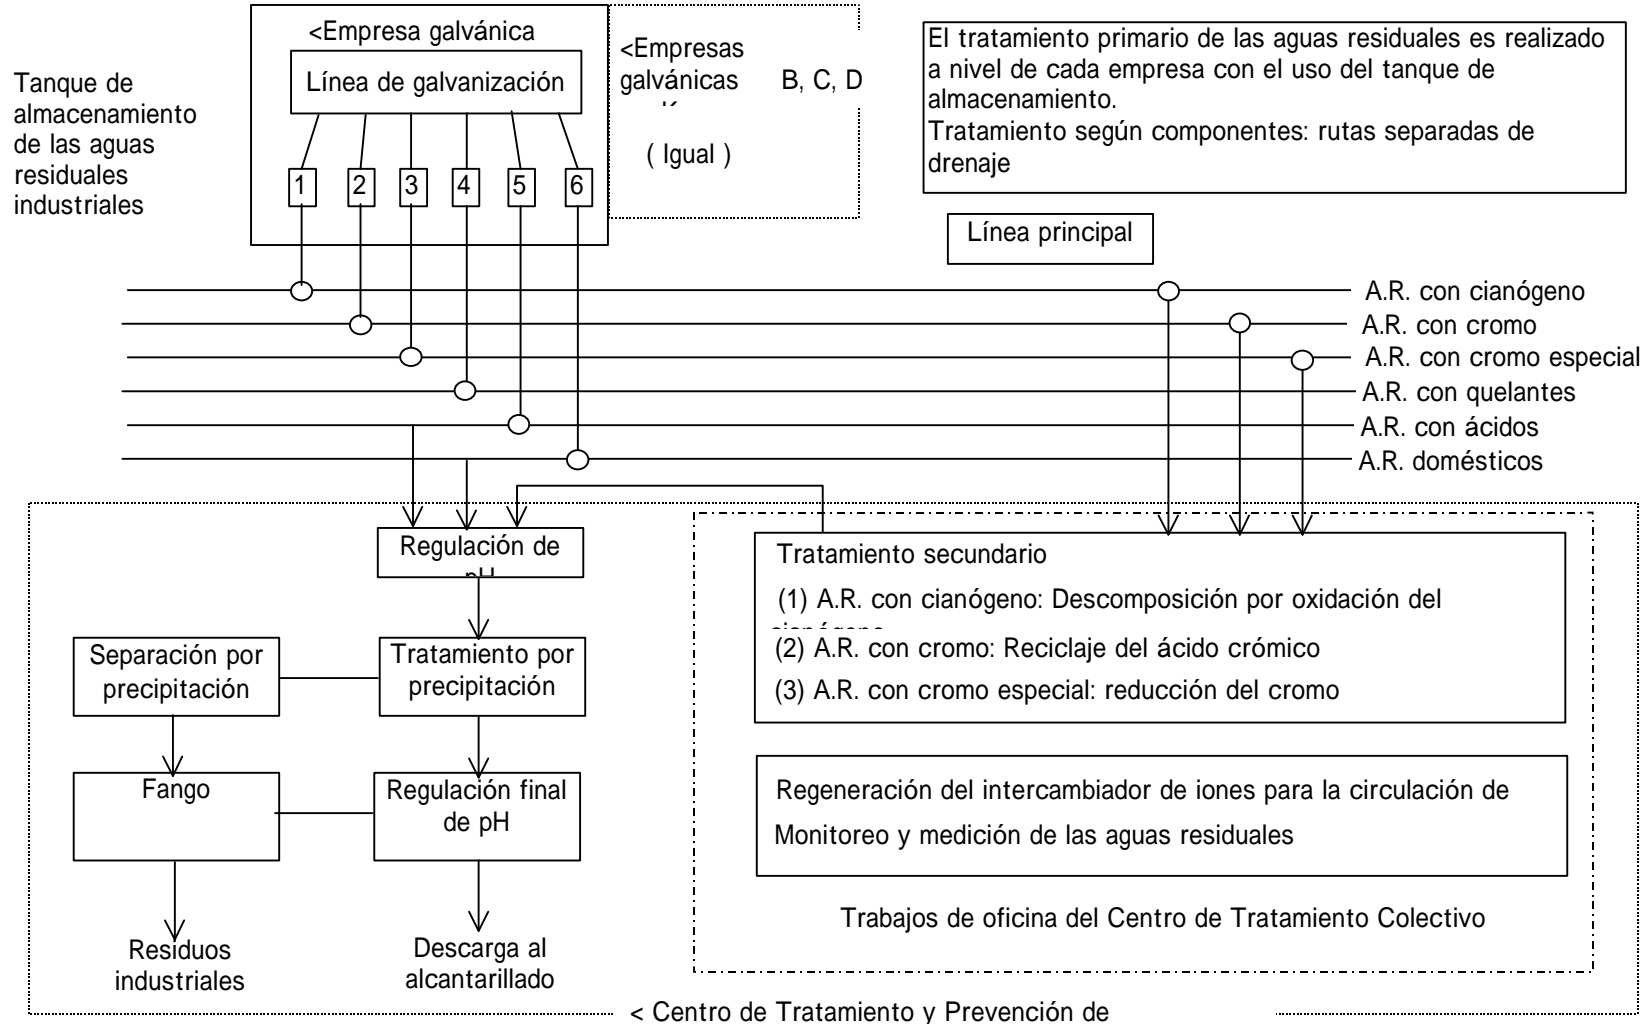 <Empresa galvánica
Línea de galvanización
Tanque de
almacenamiento
de las aguas
residuales
industriales
1 2 3 4 5 6
<Empresas
galvánicas B, C, D
( Igual )
El tratamiento primario de las aguas residuales es realizado
a nivel de cada empresa con el uso del tanque de
almacenamiento.
Tratamiento según componentes: rutas separadas de
drenaje
Línea principal
A.R. con cianógeno
A.R. con cromo
A.R. con cromo especial
A.R. con quelantes
A.R. con ácidos
A.R. domésticos
Regulación de
pH
Tratamiento por
precipitación
Separación por
precipitación
Fango
Regulación final
de pH
Residuos
industriales
Descarga al
alcantarillado
Tratamiento secundario
(1) A.R. con cianógeno: Descomposición por oxidación del
cianógeno
(2) A.R. con cromo: Reciclaje del ácido crómico
(3) A.R. con cromo especial: reducción del cromo
Regeneración del intercambiador de iones para la circulación de
Monitoreo y medición de las aguas residuales
Trabajos de oficina del Centro de Tratamiento Colectivo
< Centro de Tratamiento y Prevención de